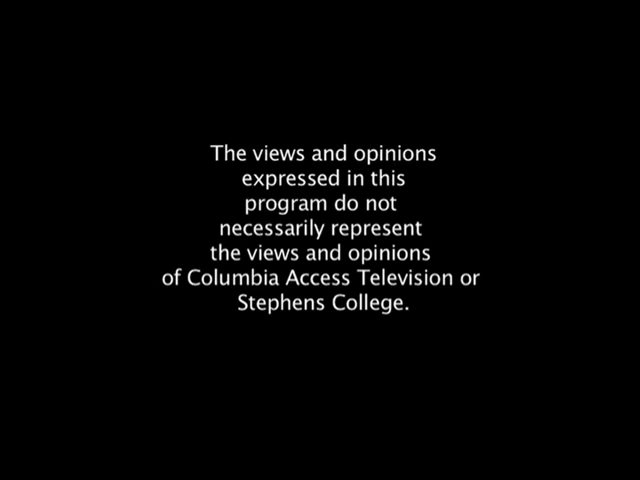 The views and opinions
expressed in this
program do not
necessarily represent
the views and opinions
of Columbia Access Television or
Stephens College.